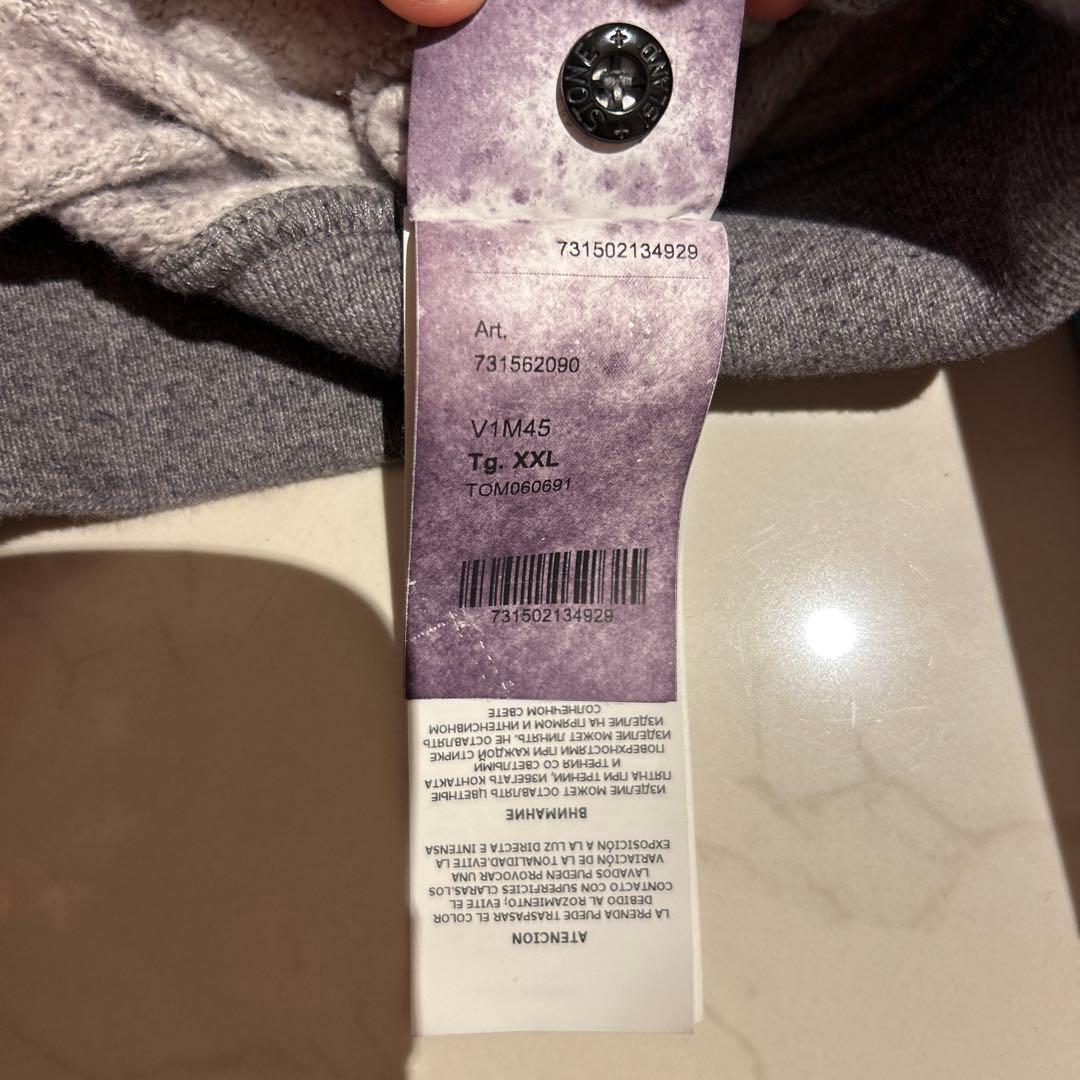 STONE ISLAND
731502134929
Art.
731562090
V1M45
Tg. XXL
TOM060691
731502134929
ATENCION
LA PRENDA PUEDE TRASPASAR EL COLOR
DEBIDO AL ROZAMIENTO; EVITE EL
CONTACTO CON SUPERFICIES CLARAS.LOS
LAVADOS PUEDEN PROVOCAR UNA
VARIACIÓN DE LA TONALIDAD.EVITE LA
EXPOSICIÓN A LA LUZ DIRECTA E INTENSA
ВНИМАНИЕ
ИЗДЕЛИЕ МОЖЕТ ОСТАВЛЯТЬ ЦВЕТНЫЕ
ПЯТНА ПРИ ТРЕНИИ, ИЗБЕГАТЬ КОНТАКТА
И ТРЕНИЯ СО СВЕТЛЫМИ
ПОВЕРХНОСТЯМИ ПРИ КАЖДОЙ СТИРКЕ
ИЗДЕЛИЕ МОЖЕТ ЛИНЯТЬ. НЕ ОСТАВЛЯТЬ
ИЗДЕЛИЕ НА ПРЯМОМ И ИНТЕНСИВНОМ
СОЛНЕЧНОМ СВЕТЕ